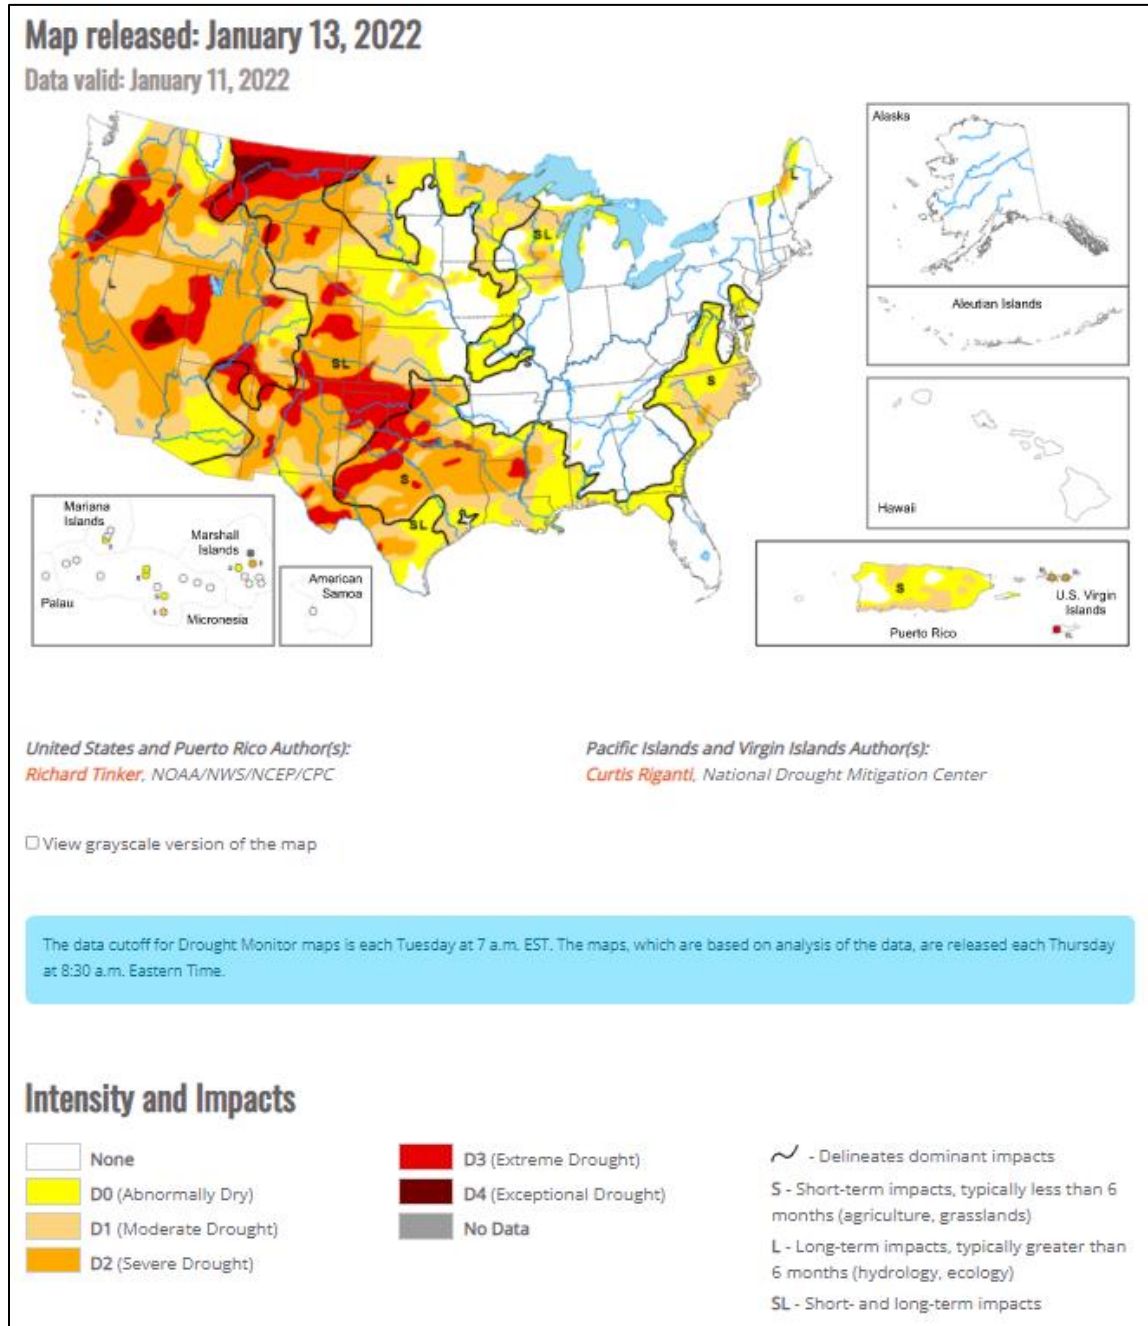 Map released: January 13, 2022
Data valid: January 11, 2022
Alaska
Aleutian Islands
Hawaii
L
L
SL
L
SL
S
S
SL
Mariana
Islands
Marshall
Islands
Palau
Micronesia
American
Samoa
S
U.S. Virgin
Islands
Puerto Rico
United States and Puerto Rico Author(s):
Richard Tinker, NOAA/NWS/NCEP/CPC
Pacific Islands and Virgin Islands Author(s):
Curtis Riganti, National Drought Mitigation Center
View grayscale version of the map
The data cutoff for Drought Monitor maps is each Tuesday at 7 a.m. EST. The maps, which are based on analysis of the data, are released each Thursday
at 8:30 a.m. Eastern Time.
Intensity and Impacts
None
D0 (Abnormally Dry)
D1 (Moderate Drought)
D2 (Severe Drought)
D3 (Extreme Drought)
D4 (Exceptional Drought)
No Data
- Delineates dominant impacts
S - Short-term impacts, typically less than 6
months (agriculture, grasslands)
L - Long-term impacts, typically greater than
6 months (hydrology, ecology)
SL - Short- and long-term impacts